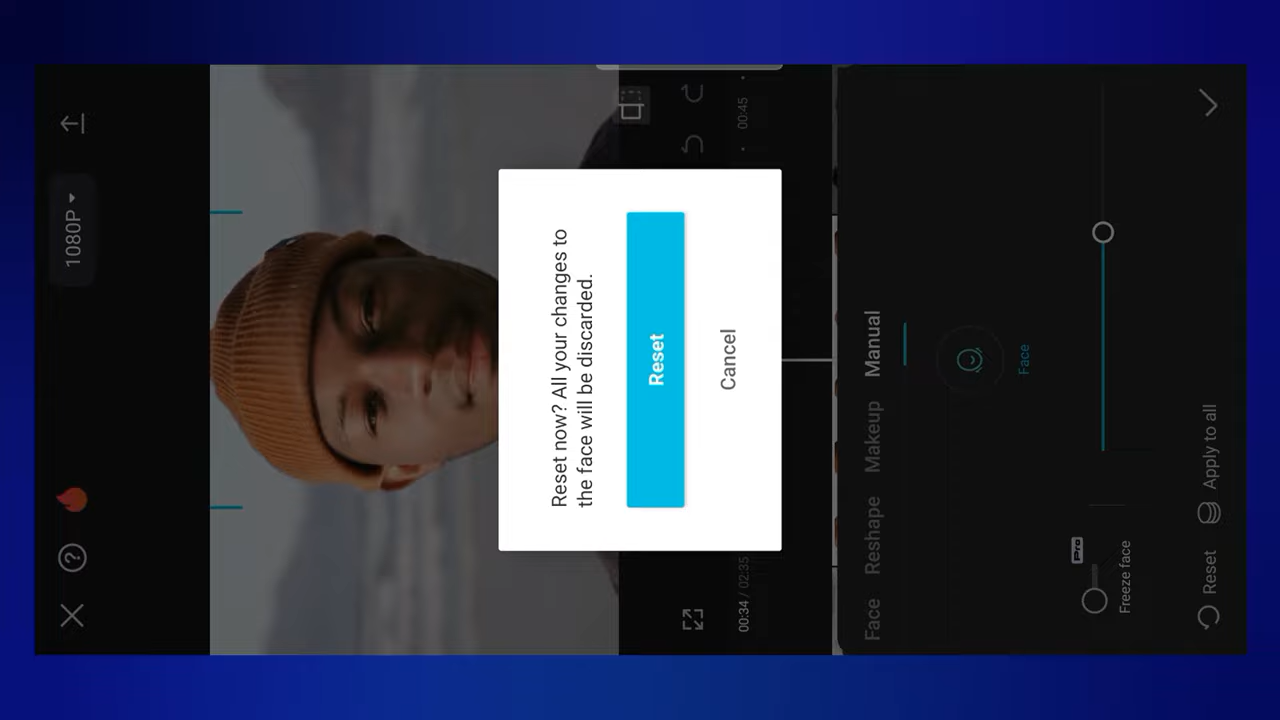 1080P
00:34 / 02:35
00:45
Reset now? All your changes to
the face will be discarded.
Reset
Cancel
Face Reshape Makeup Manual
Face
Pro
Freeze face
Reset Apply to all